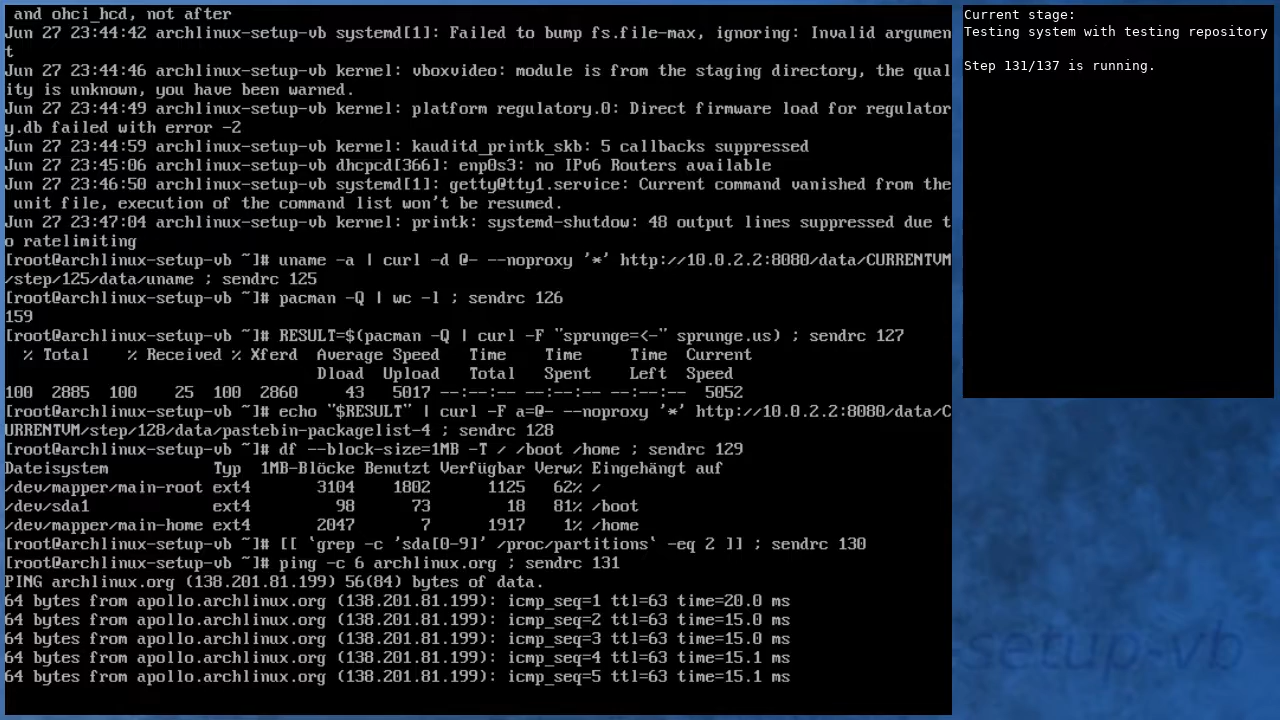 and ohci_hcd, not after
Jun 27 23:44:42 archlinux-setup-vb systemd[1]: Failed to bump fs.file-max, ignoring: Invalid argumen
t
Jun 27 23:44:46 archlinux-setup-vb kernel: vboxvideo: module is from the staging directory, the qual
ity is unknown, you have been warned.
Jun 27 23:44:49 archlinux-setup-vb kernel: platform regulatory.0: Direct firmware load for regulator
y.db failed with error -2
Jun 27 23:44:59 archlinux-setup-vb kernel: kauditd_printk_skb: 5 callbacks suppressed
Jun 27 23:45:06 archlinux-setup-vb dhcpcd[366]: enp0s3: no IPv6 Routers available
Jun 27 23:46:50 archlinux-setup-vb systemd[1]: getty@tty1.service: Current command vanished from the
 unit file, execution of the command list won't be resumed.
Jun 27 23:47:04 archlinux-setup-vb kernel: printk: systemd-shutdow: 48 output lines suppressed due t
o ratelimiting
[root@archlinux-setup-vb ~]# uname -a | curl -d @- --noproxy '*' http://10.0.2.2:8080/data/CURRENTVM
/step/125/data/uname ; sendrc 125
[root@archlinux-setup-vb ~]# pacman -Q | wc -l ; sendrc 126
159
[root@archlinux-setup-vb ~]# RESULT=$(pacman -Q | curl -F "sprunge=<-" sprunge.us) ; sendrc 127
  % Total    % Received % Xferd  Average Speed   Time    Time     Time  Current
                                 Dload  Upload   Total   Spent    Left  Speed
100  2885  100    25  100  2860     43   5017 --:--:-- --:--:-- --:--:--  5052
[root@archlinux-setup-vb ~]# echo "$RESULT" | curl -F a=@- --noproxy '*' http://10.0.2.2:8080/data/C
URRENTVM/step/128/data/pastebin-packagelist-4 ; sendrc 128
[root@archlinux-setup-vb ~]# df --block-size=1MB -T / /boot /home ; sendrc 129
Dateisystem           Typ  1MB-Blöcke Benutzt Verfügbar Verw% Eingehängt auf
/dev/mapper/main-root ext4       3104    1802      1125   62% /
/dev/sda1             ext4         98      73        18   81% /boot
/dev/mapper/main-home ext4       2047       7      1917    1% /home
[root@archlinux-setup-vb ~]# [[ `grep -c 'sda[0-9]' /proc/partitions` -eq 2 ]] ; sendrc 130
[root@archlinux-setup-vb ~]# ping -c 6 archlinux.org ; sendrc 131
PING archlinux.org (138.201.81.199) 56(84) bytes of data.
64 bytes from apollo.archlinux.org (138.201.81.199): icmp_seq=1 ttl=63 time=20.0 ms
64 bytes from apollo.archlinux.org (138.201.81.199): icmp_seq=2 ttl=63 time=15.0 ms
64 bytes from apollo.archlinux.org (138.201.81.199): icmp_seq=3 ttl=63 time=15.0 ms
64 bytes from apollo.archlinux.org (138.201.81.199): icmp_seq=4 ttl=63 time=15.1 ms
64 bytes from apollo.archlinux.org (138.201.81.199): icmp_seq=5 ttl=63 time=15.1 ms
Current stage:
Testing system with testing repository
Step 131/137 is running.
-setup-vb